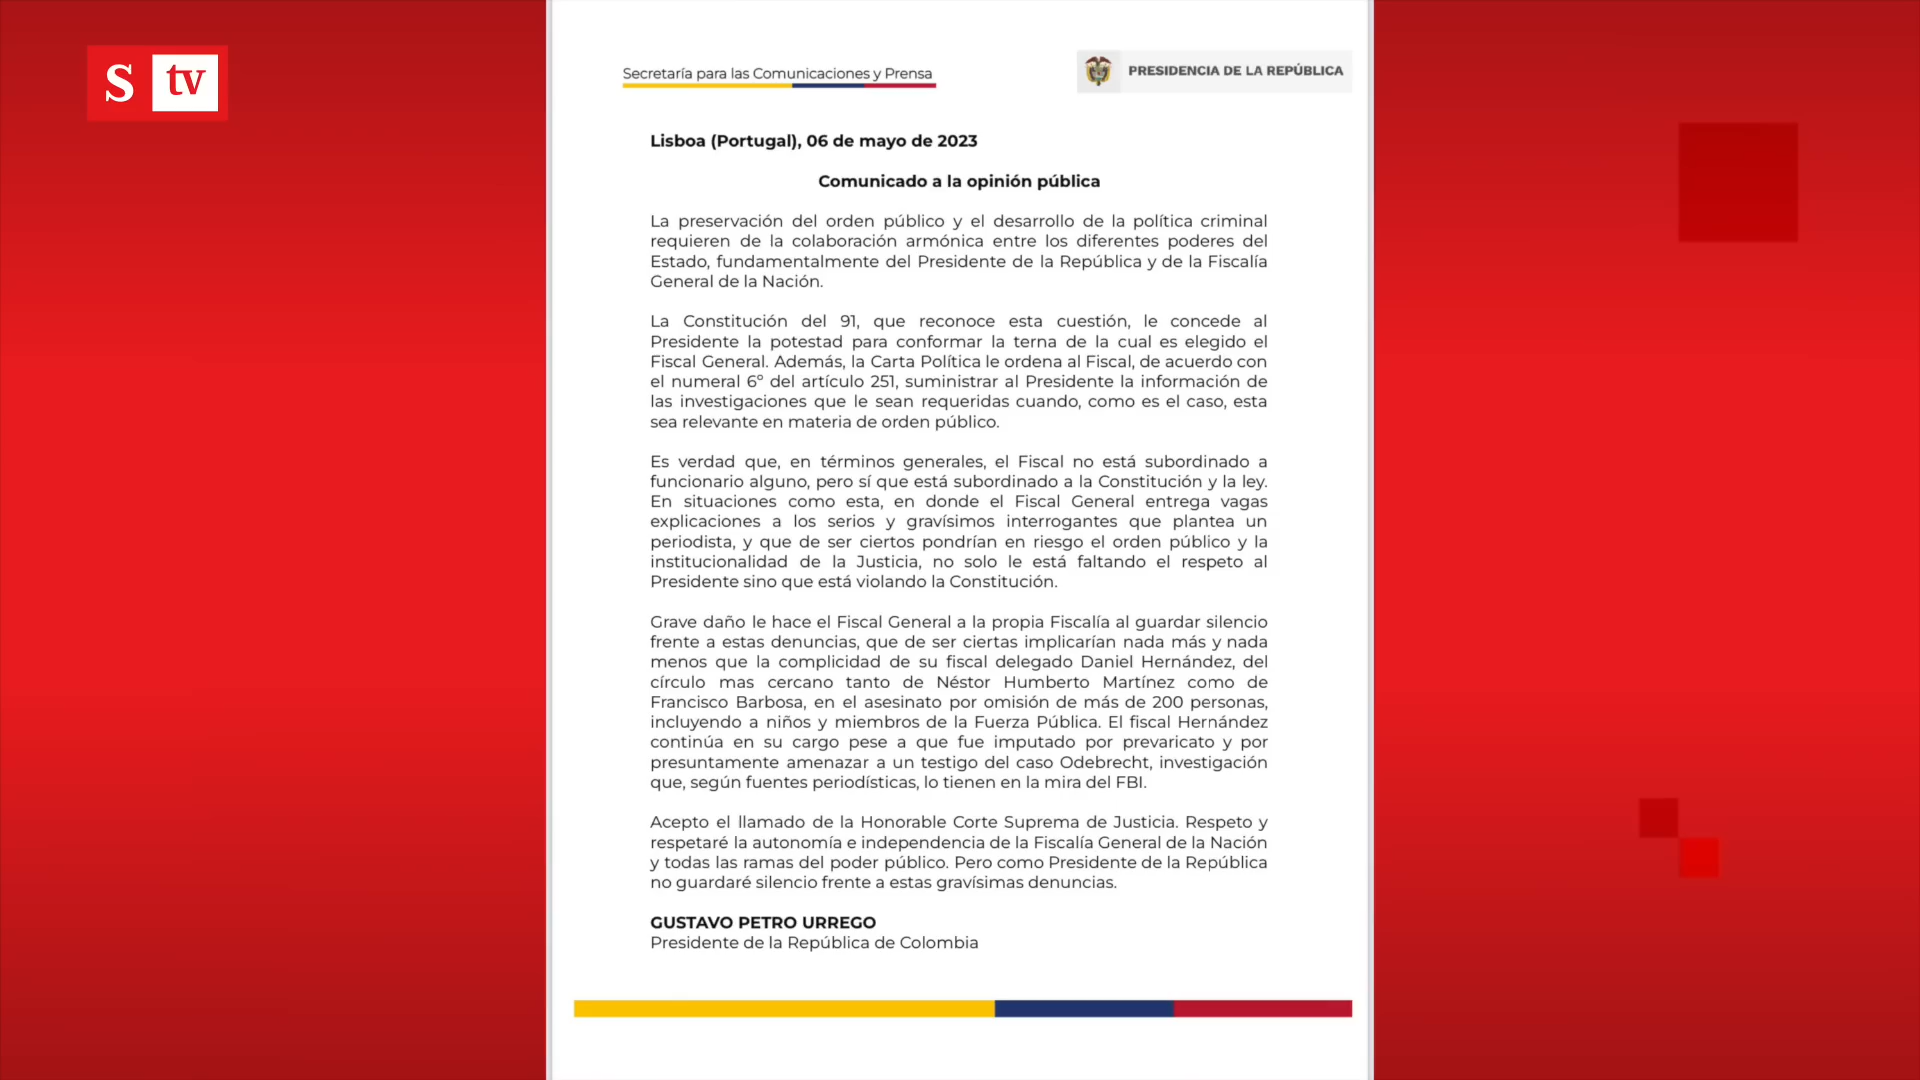 S tv
Secretaría para las Comunicaciones y Prensa
PRESIDENCIA DE LA REPÚBLICA
Lisboa (Portugal), 06 de mayo de 2023
Comunicado a la opinión pública
La preservación del orden público y el desarrollo de la política criminal
requieren de la colaboración armónica entre los diferentes poderes del
Estado, fundamentalmente del Presidente de la República y de la Fiscalía
General de la Nación.
La Constitución del 91, que reconoce esta cuestión, le concede al
Presidente la potestad para conformar la terna de la cual es elegido el
Fiscal General. Además, la Carta Política le ordena al Fiscal, de acuerdo con
el numeral 6º del artículo 251, suministrar al Presidente la información de
las investigaciones que le sean requeridas cuando, como es el caso, esta
sea relevante en materia de orden público.
Es verdad que, en términos generales, el Fiscal no está subordinado a
funcionario alguno, pero sí que está subordinado a la Constitución y la ley.
En situaciones como esta, en donde el Fiscal General entrega vagas
explicaciones a los serios y gravísimos interrogantes que plantea un
periodista, y que de ser ciertos pondrían en riesgo el orden público y la
institucionalidad de la Justicia, no solo le está faltando el respeto al
Presidente sino que está violando la Constitución.
Grave daño le hace el Fiscal General a la propia Fiscalía al guardar silencio
frente a estas denuncias, que de ser ciertas implicarían nada más y nada
menos que la complicidad de su fiscal delegado Daniel Hernández, del
círculo mas cercano tanto de Néstor Humberto Martínez como de
Francisco Barbosa, en el asesinato por omisión de más de 200 personas,
incluyendo a niños y miembros de la Fuerza Pública. El fiscal Hernández
continúa en su cargo pese a que fue imputado por prevaricato y por
presuntamente amenazar a un testigo del caso Odebrecht, investigación
que, según fuentes periodísticas, lo tienen en la mira del FBI.
Acepto el llamado de la Honorable Corte Suprema de Justicia. Respeto y
respetaré la autonomía e independencia de la Fiscalía General de la Nación
y todas las ramas del poder público. Pero como Presidente de la República
no guardaré silencio frente a estas gravísimas denuncias.
GUSTAVO PETRO URREGO
Presidente de la República de Colombia